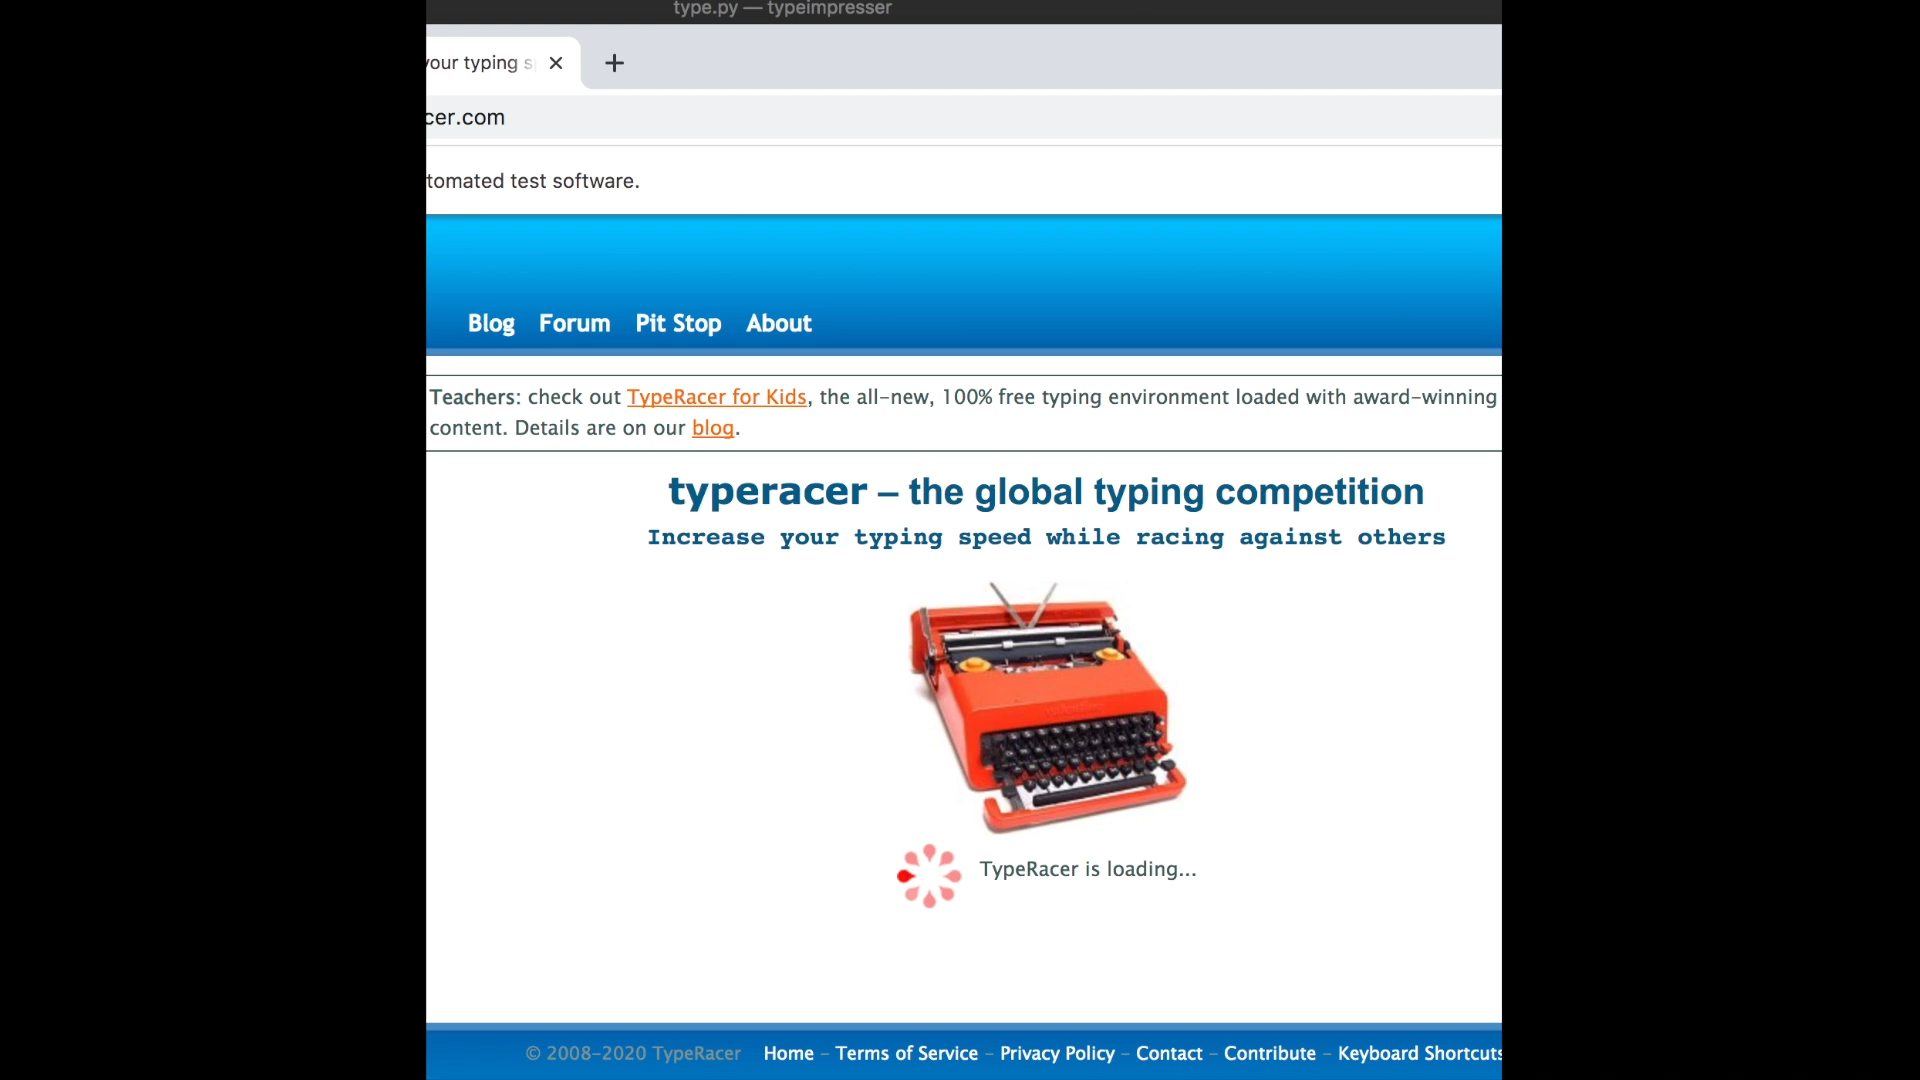 type.py — typeimpresser
your typing s
cer.com
tomated test software.
Blog Forum Pit Stop About
Teachers: check out TypeRacer for Kids, the all-new, 100% free typing environment loaded with award-winning
content. Details are on our blog.
typeracer – the global typing competition
Increase your typing speed while racing against others
TypeRacer is loading...
© 2008-2020 TypeRacer Home - Terms of Service - Privacy Policy - Contact - Contribute - Keyboard Shortcuts